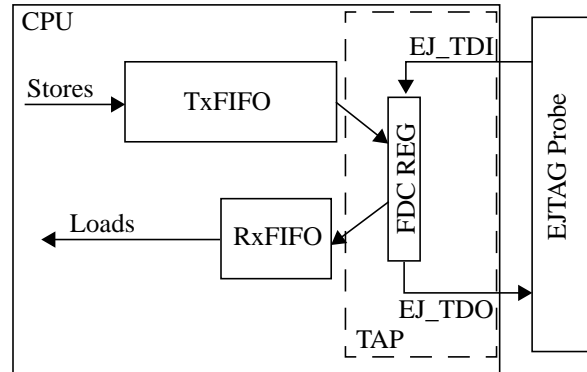 CPU
EJ_TDI
Stores
TxFIFO
FDC REG
EJTAG Probe
Loads
RxFIFO
EJ_TDO
TAP